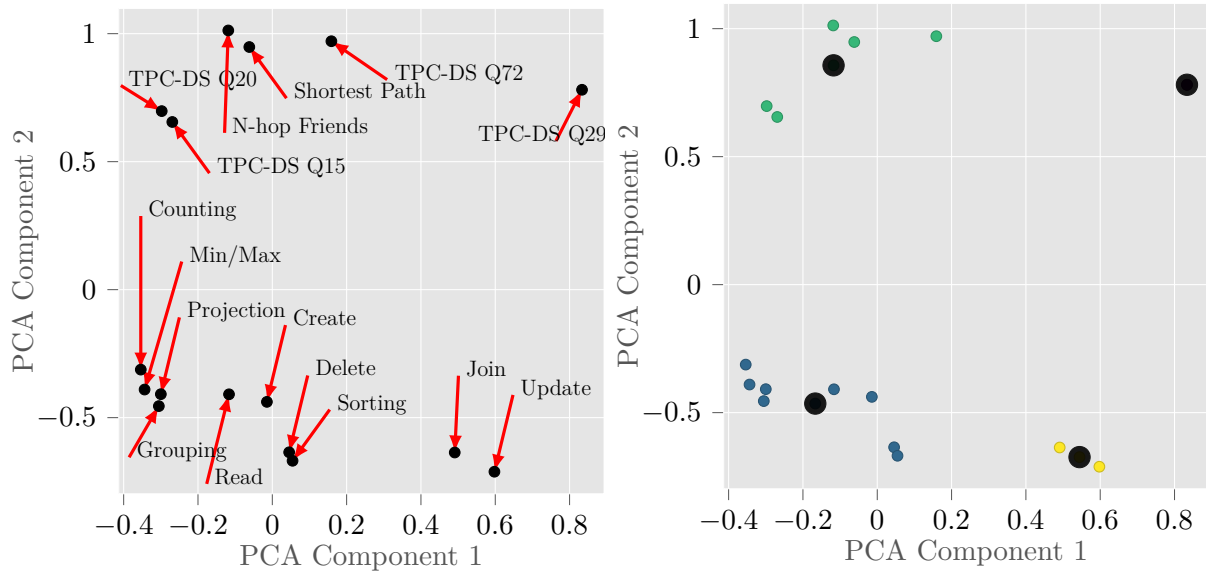 1
0.5
0
−0.5
−0.4
−0.2
0
0.2
0.4
0.6
0.8
PCA Component 1
PCA Component 2
TPC-DS Q20
TPC-DS Q72
Shortest Path
N-hop Friends
TPC-DS Q29
TPC-DS Q15
Counting
Min/Max
Projection
Create
Delete
Join
Update
Sorting
Grouping
Read
1
0.5
0
−0.5
−0.4
−0.2
0
0.2
0.4
0.6
0.8
PCA Component 1
PCA Component 2